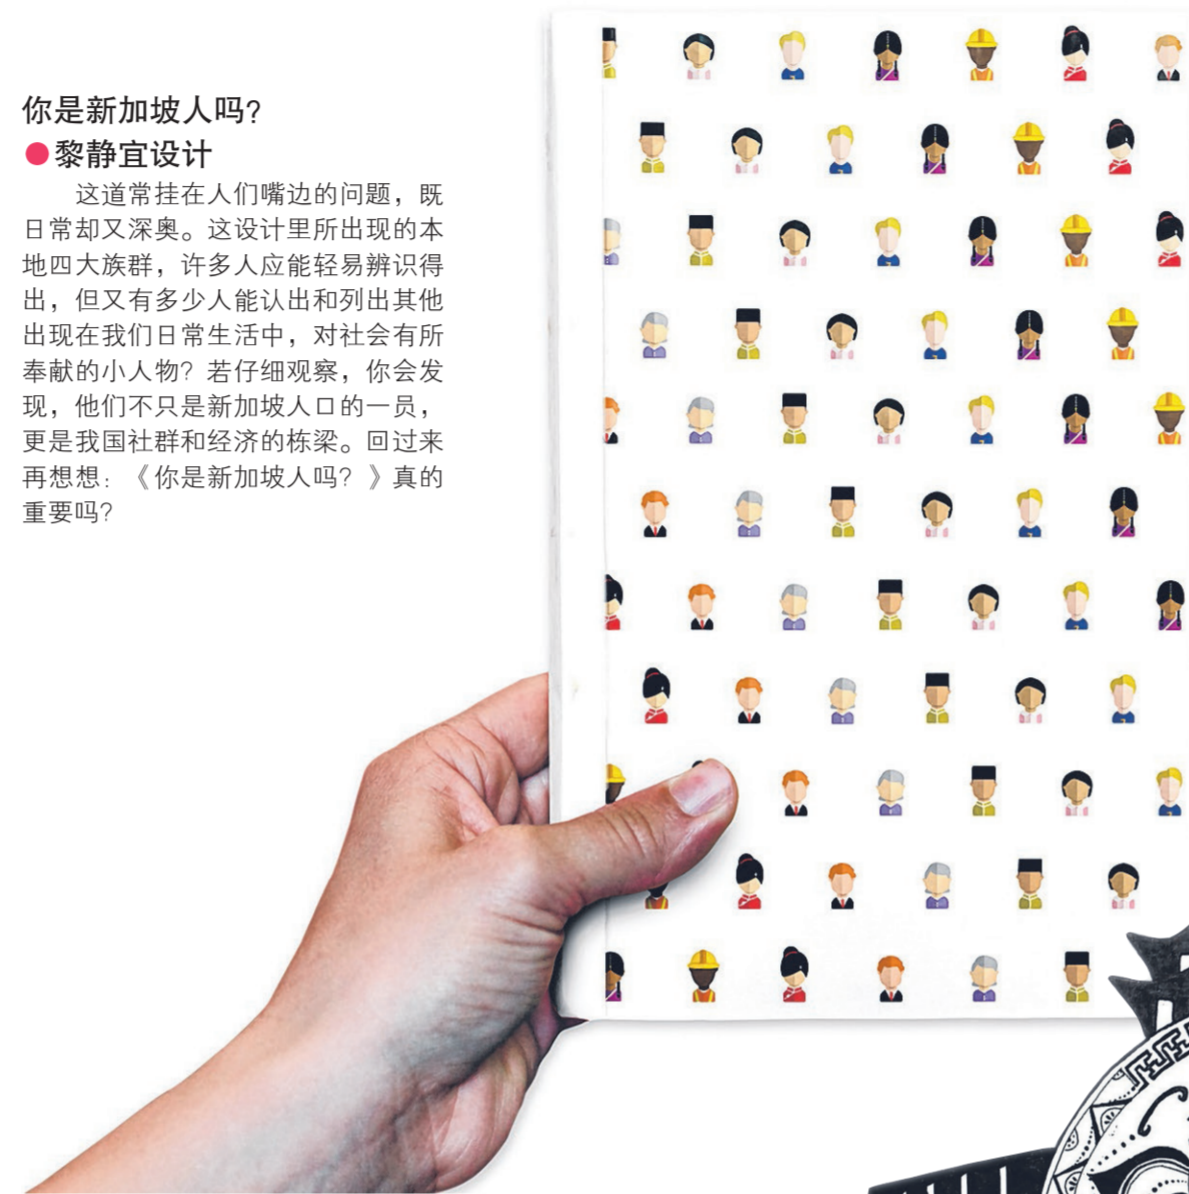 你是新加坡人吗？
●黎静宜设计
这道常挂在人们嘴边的问题，既
日常却又深奥。这设计里所出现的本
地四大族群，许多人应能轻易辨识得
出，但又有多少人能认出和列出其他
出现在我们日常生活中，对社会有所
奉献的小人物？若仔细观察，你会发
现，他们不只是新加坡人口的一员，
更是我国社群和经济的栋梁。回过来
再想想：《你是新加坡人吗？》真的
重要吗？